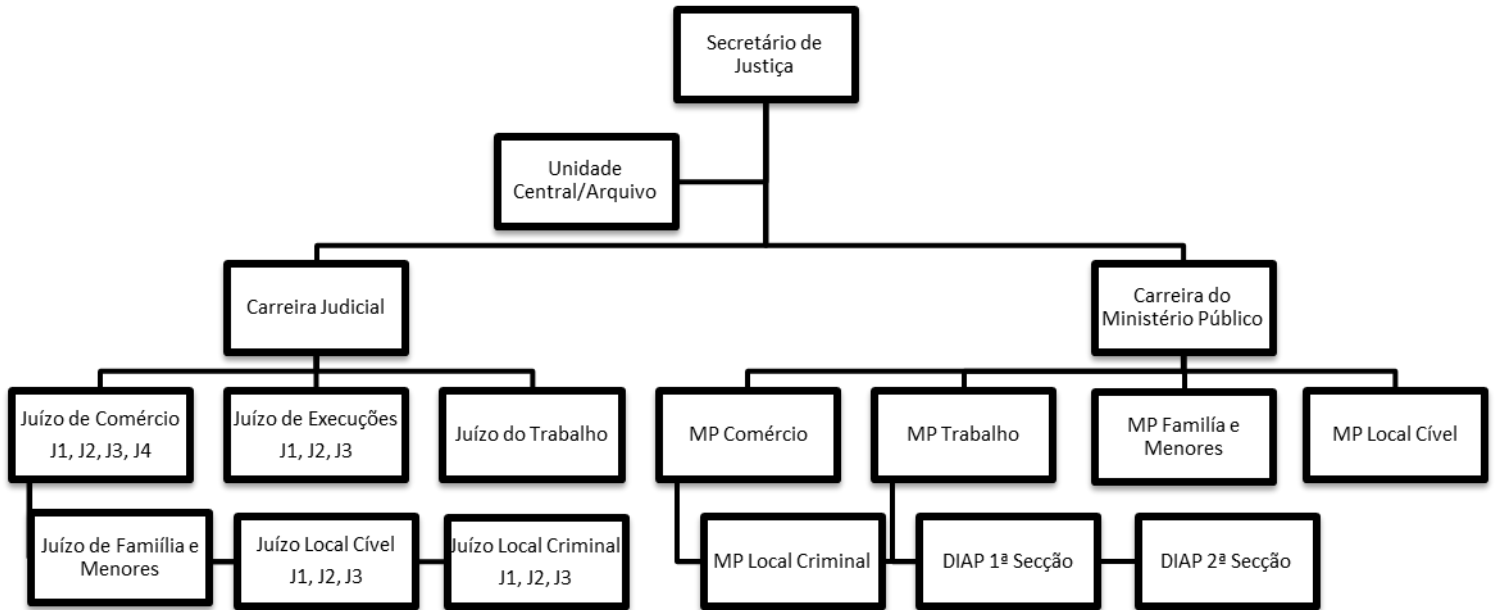 Secretário de
Justiça
Unidade
Central/Arquivo
Carreira Judicial
Carreira do
Ministério Público
Juízo de Comércio
J1, J2, J3, J4
Juízo de Execuções
J1, J2, J3
Juízo do Trabalho
MP Comércio
MP Trabalho
MP Familía e
Menores
MP Local Cível
Juízo de Famiília e
Menores
Juízo Local Cível
J1, J2, J3
Juízo Local Criminal
J1, J2, J3
MP Local Criminal
DIAP 1ª Secção
DIAP 2ª Secção